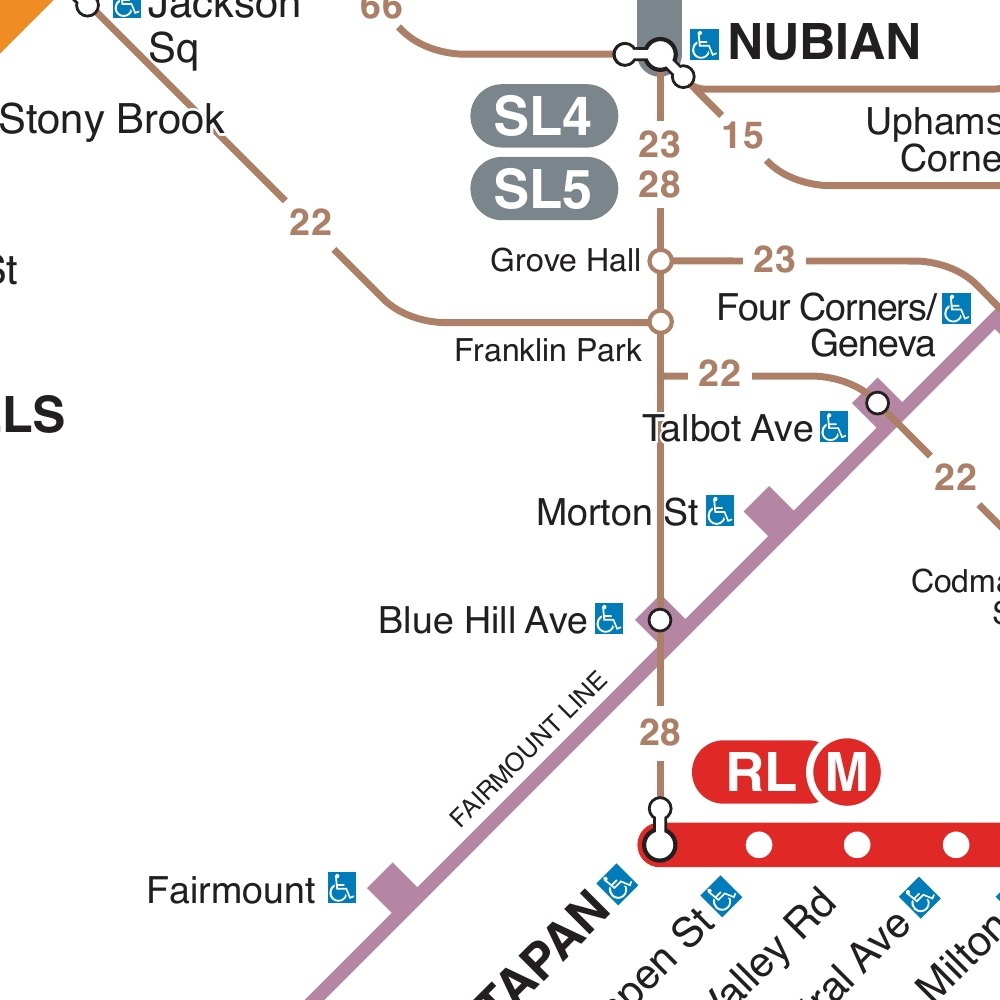 66
Jackson
Sq
NUBIAN
Stony Brook
SL4
SL5
23
28
15
Uphams
Corne
22
St
Grove Hall
23
Four Corners/
Geneva
Franklin Park
22
LS
Talbot Ave
22
Morton St
Codma
Blue Hill Ave
FAIRMOUNT LINE
28
RL M
Fairmount
TAPAN
pen St
Valley Rd
ral Ave
Milton